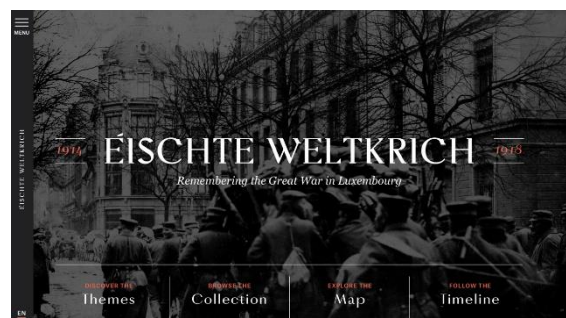 MENU
ÉISCHTE WELTKRICH
1914
ÉISCHTE WELTKRICH
1918
Remembering the Great War in Luxembourg
DISCOVER THE
Themes
BROWSE THE
Collection
EXPLORE THE
Map
FOLLOW THE
Timeline
EN